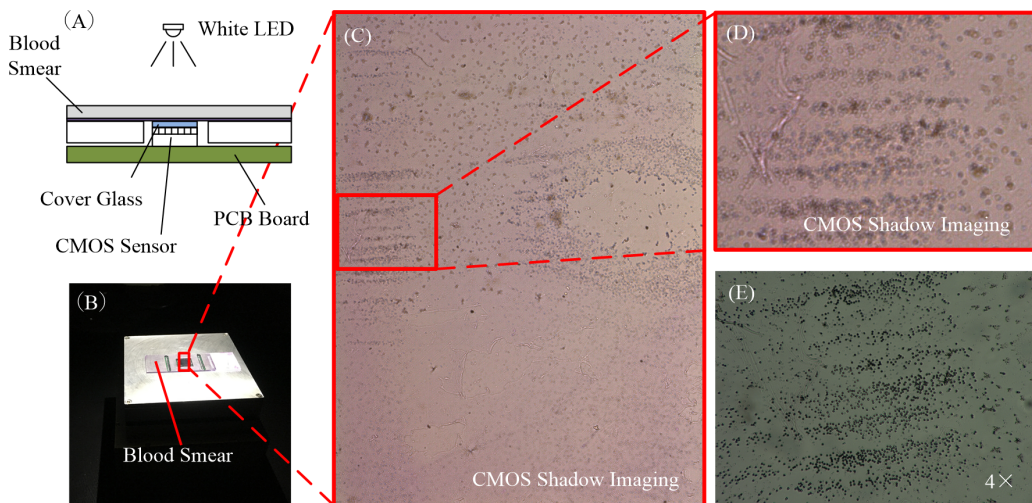 (A)
White LED
Blood
Smear
Cover Glass
PCB Board
CMOS Sensor
(B)
Blood Smear
(C)
CMOS Shadow Imaging
(D)
CMOS Shadow Imaging
(E)
4×